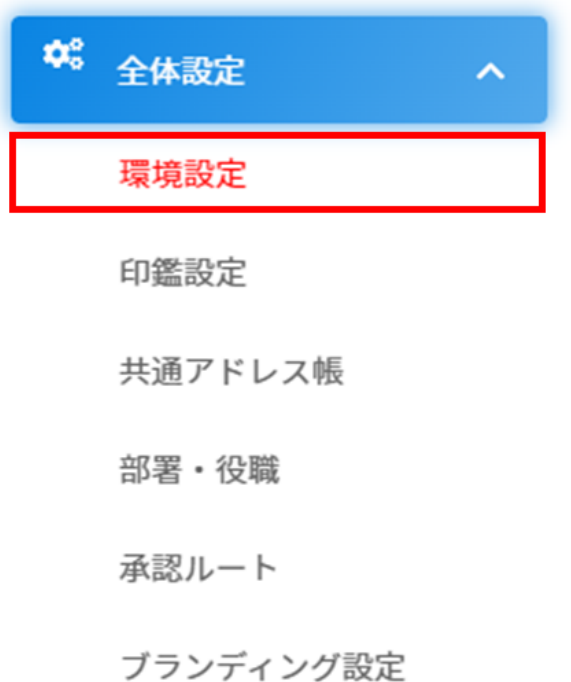 全体設定
環境設定
印鑑設定
共通アドレス帳
部署・役職
承認ルート
ブランディング設定